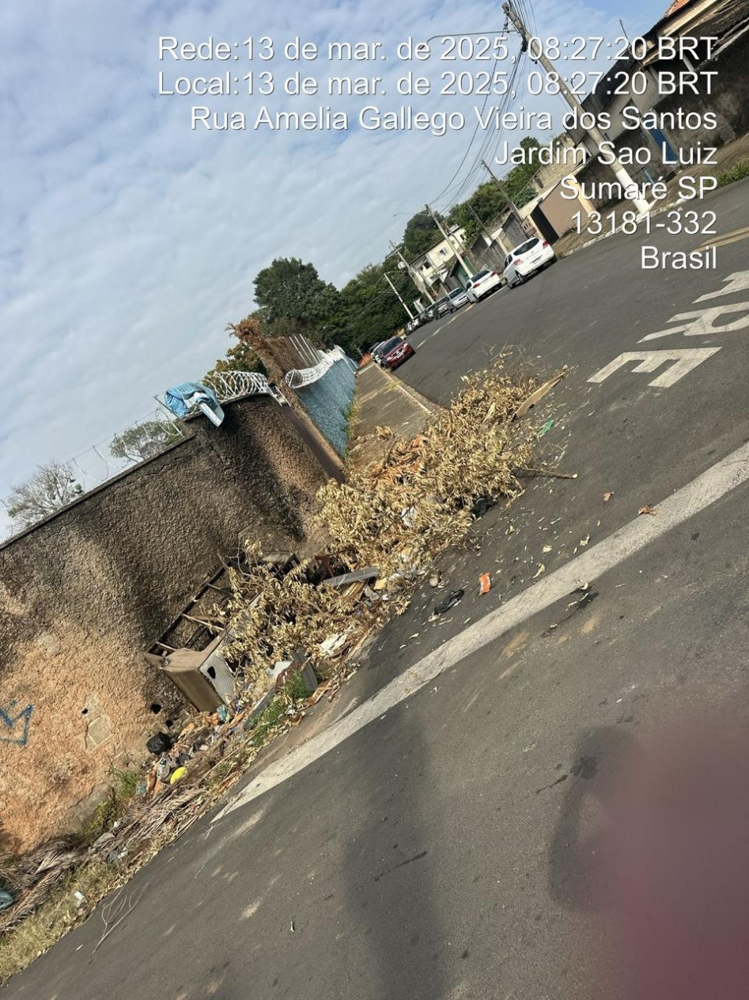 Rede:13 de mar. de 2025, 08:27:20 BRT
Local:13 de mar. de 2025, 08:27:20 BRT
Rua Amelia Gallego Vieira dos Santos
Jardim Sao Luiz
Sumaré SP
13181-332
Brasil
ARE